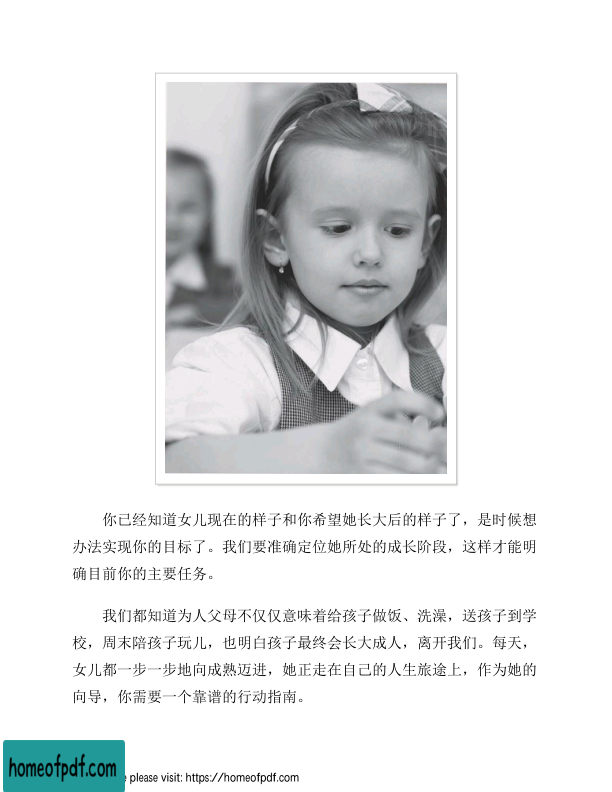 你已经知道女儿现在的样子和你希望她长大后的样子了，是时候想
办法实现你的目标了。我们要准确定位她所处的成长阶段，这样才能明
确目前你的主要任务。
我们都知道为人父母不仅仅意味着给孩子做饭、洗澡，送孩子到学
校，周末陪孩子玩儿，也明白孩子最终会长大成人，离开我们。每天，
女儿都一步一步地向成熟迈进，她正走在自己的人生旅途上，作为她的
向导，你需要一个靠谱的行动指南。
homeofpdf.com
please visit: https://homeofpdf.com